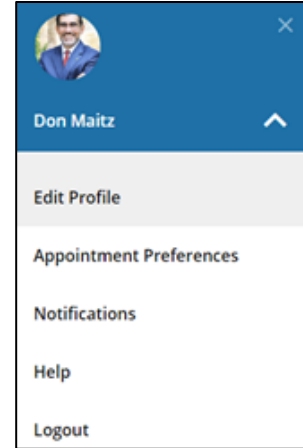 Don Maitz
Edit Profile
Appointment Preferences
Notifications
Help
Logout